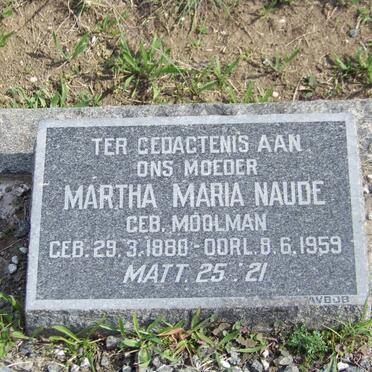 TER GEDACTENIS AAN
ONS MOEDER
MARTHA MARIA NAUDE
GEB. MOOLMAN
GEB. 29.3.1880 - OORL. 8.6.1959
MATT. 25 : 21
AVBOB